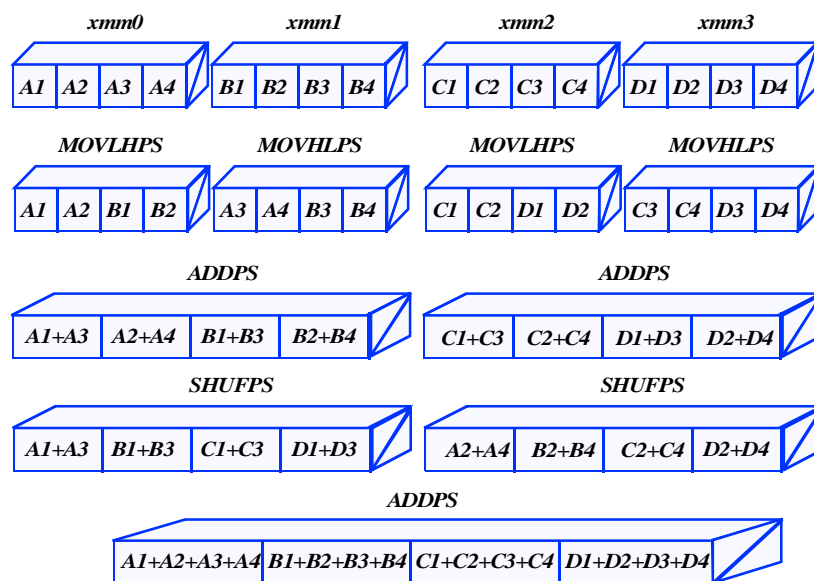 xmm0 xmm1 xmm2 xmm3
A1 A2 A3 A4 B1 B2 B3 B4 C1 C2 C3 C4 D1 D2 D3 D4
MOVLHPS MOVHLPS MOVLHPS MOVHLPS
A1 A2 B1 B2 A3 A4 B3 B4 C1 C2 D1 D2 C3 C4 D3 D4
ADDPS ADDPS
A1+A3 A2+A4 B1+B3 B2+B4 C1+C3 C2+C4 D1+D3 D2+D4
SHUFPS SHUFPS
A1+A3 B1+B3 C1+C3 D1+D3 A2+A4 B2+B4 C2+C4 D2+D4
ADDPS
A1+A2+A3+A4 B1+B2+B3+B4 C1+C2+C3+C4 D1+D2+D3+D4